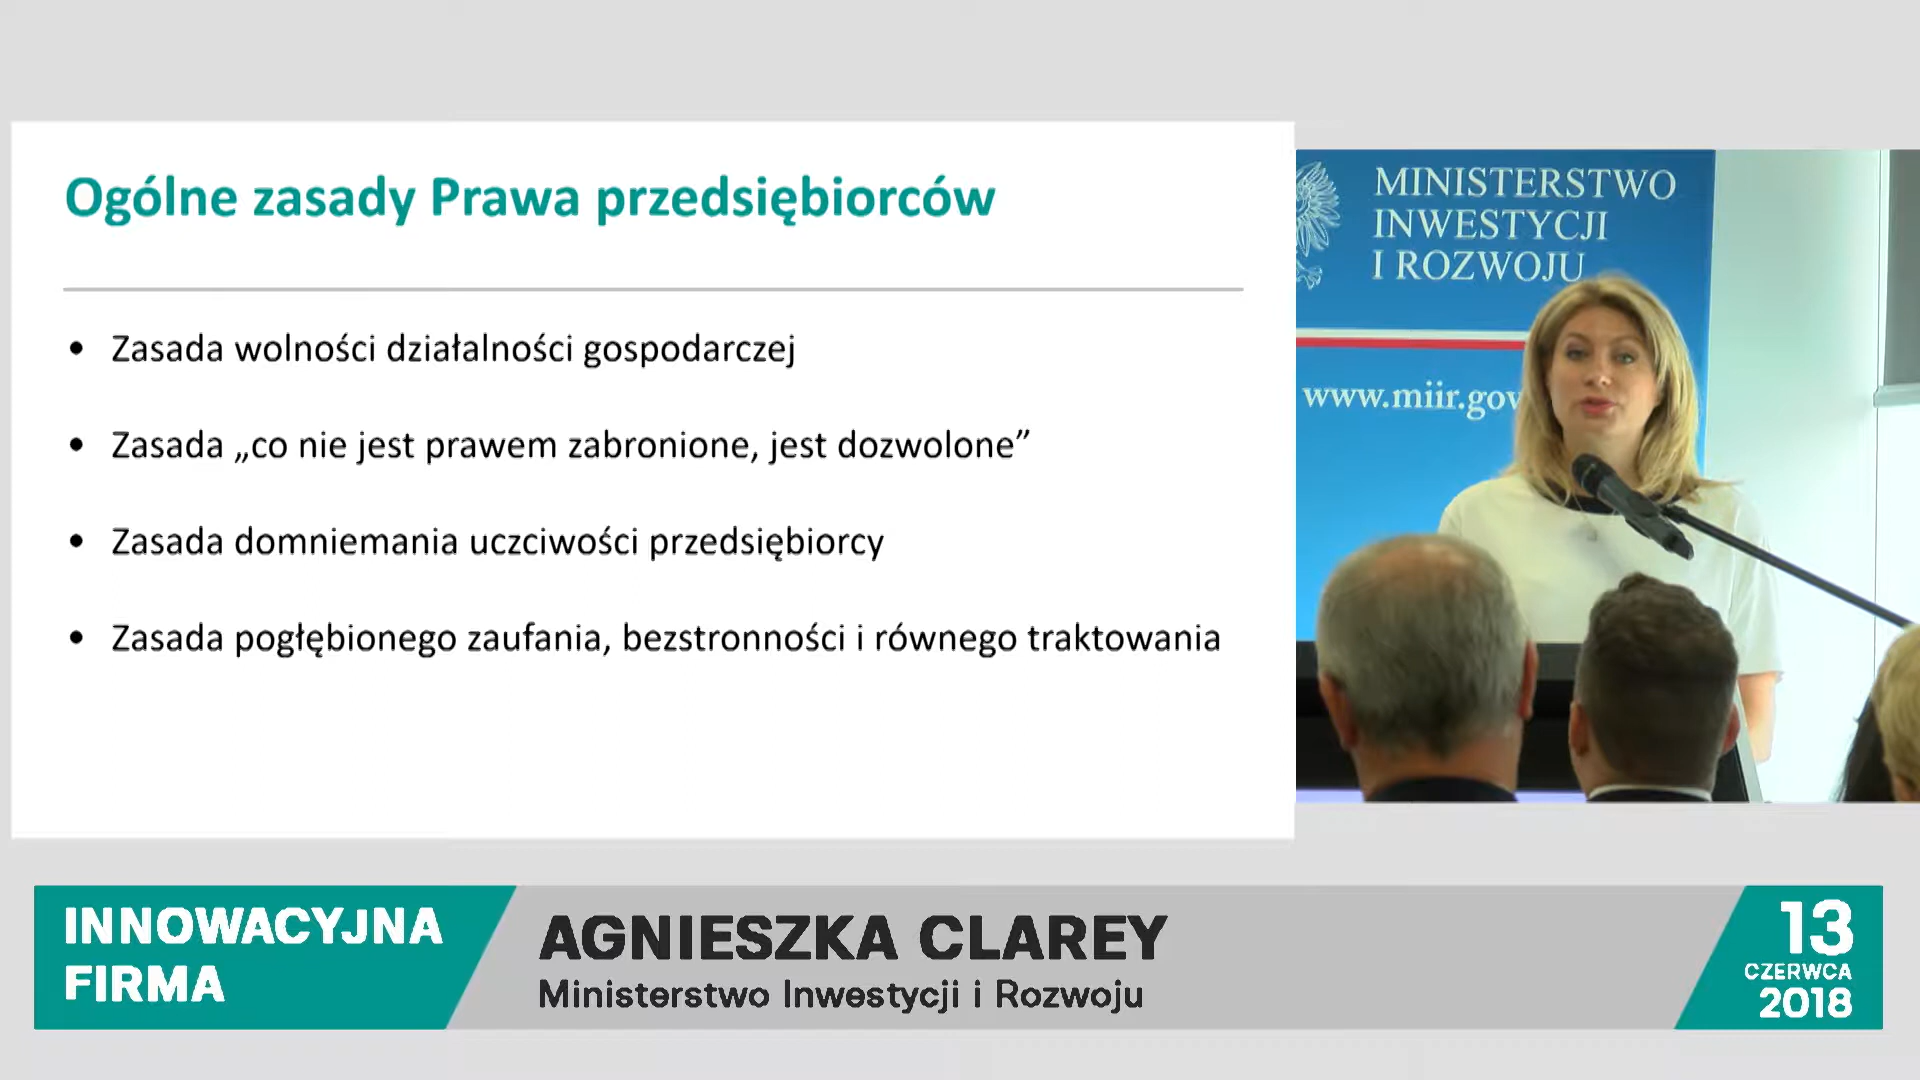 Ogólne zasady Prawa przedsiębiorców
• Zasada wolności działalności gospodarczej
• Zasada „co nie jest prawem zabronione, jest dozwolone”
• Zasada domniemania uczciwości przedsiębiorcy
• Zasada pogłębionego zaufania, bezstronności i równego traktowania
MINISTERSTWO
INWESTYCJI
I ROZWOJU
www.miir.gov
INNOWACYJNA
FIRMA
AGNIESZKA CLAREY
Ministerstwo Inwestycji i Rozwoju
13
CZERWCA
2018